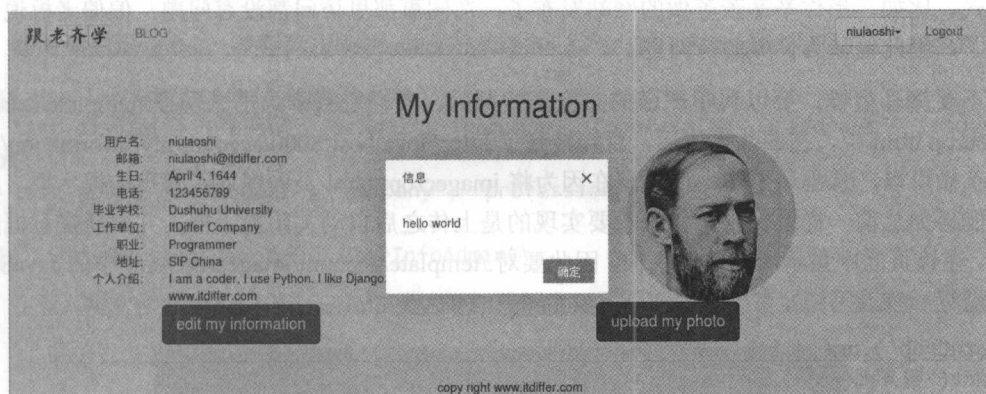 跟老齐学 BLOG niulaoshi Logout
My Information
用户名: niulaoshi
邮箱: niulaoshi@itdiffer.com
生日: April 4, 1644
电话: 123456789
毕业学校: Dushuhu University
工作单位: ItDiffer Company
职业: Programmer
地址: SIP China
个人介绍: I am a coder, I use Python. I like Django.
www.itdiffer.com
信息 ×
hello world
确定
edit my information
upload my photo
copy right www.itdiffer.com